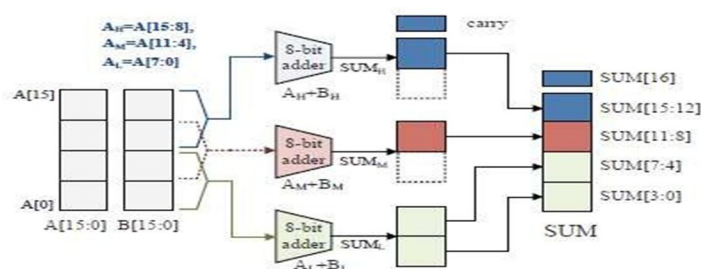 AH=A[15:8],
AM=A[11:4],
AL=A[7:0]
carry
8-bit
adder
SUMH
AH+BH
SUM[16]
A[15]
SUM[15:12]
8-bit
adder
SUMM
AM+BM
SUM[11:8]
SUM[7:4]
A[0]
SUM[3:0]
8-bit
adder
SUML
A[15:0] B[15:0]
SUM
AL+BL